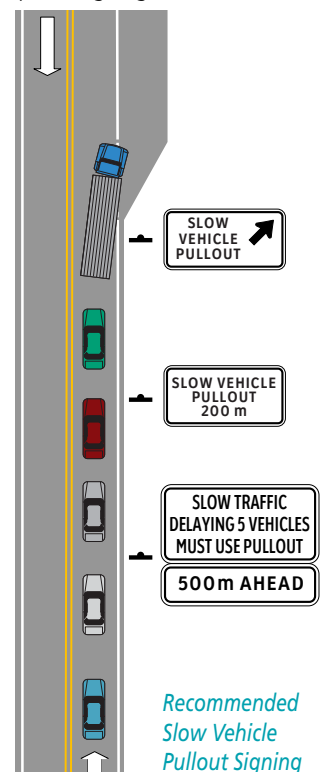 SLOW
VEHICLE
PULLOUT
SLOW VEHICLE
PULLOUT
200 m
SLOW TRAFFIC
DELAYING 5 VEHICLES
MUST USE PULLOUT
500m AHEAD
Recommended
Slow Vehicle
Pullout Signing